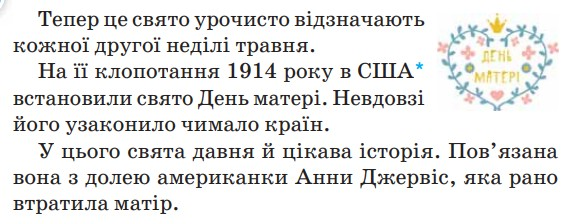 Тепер це свято урочисто відзначають
кожної другої неділі травня.
На її клопотання 1914 року в США*
встановили свято День матері. Невдовзі
його узаконило чимало країн.
У цього свята давня й цікава історія. Пов’язана
вона з долею американки Анни Джервіс, яка рано
втратила матір.
ДЕНЬ
МАТЕРІ